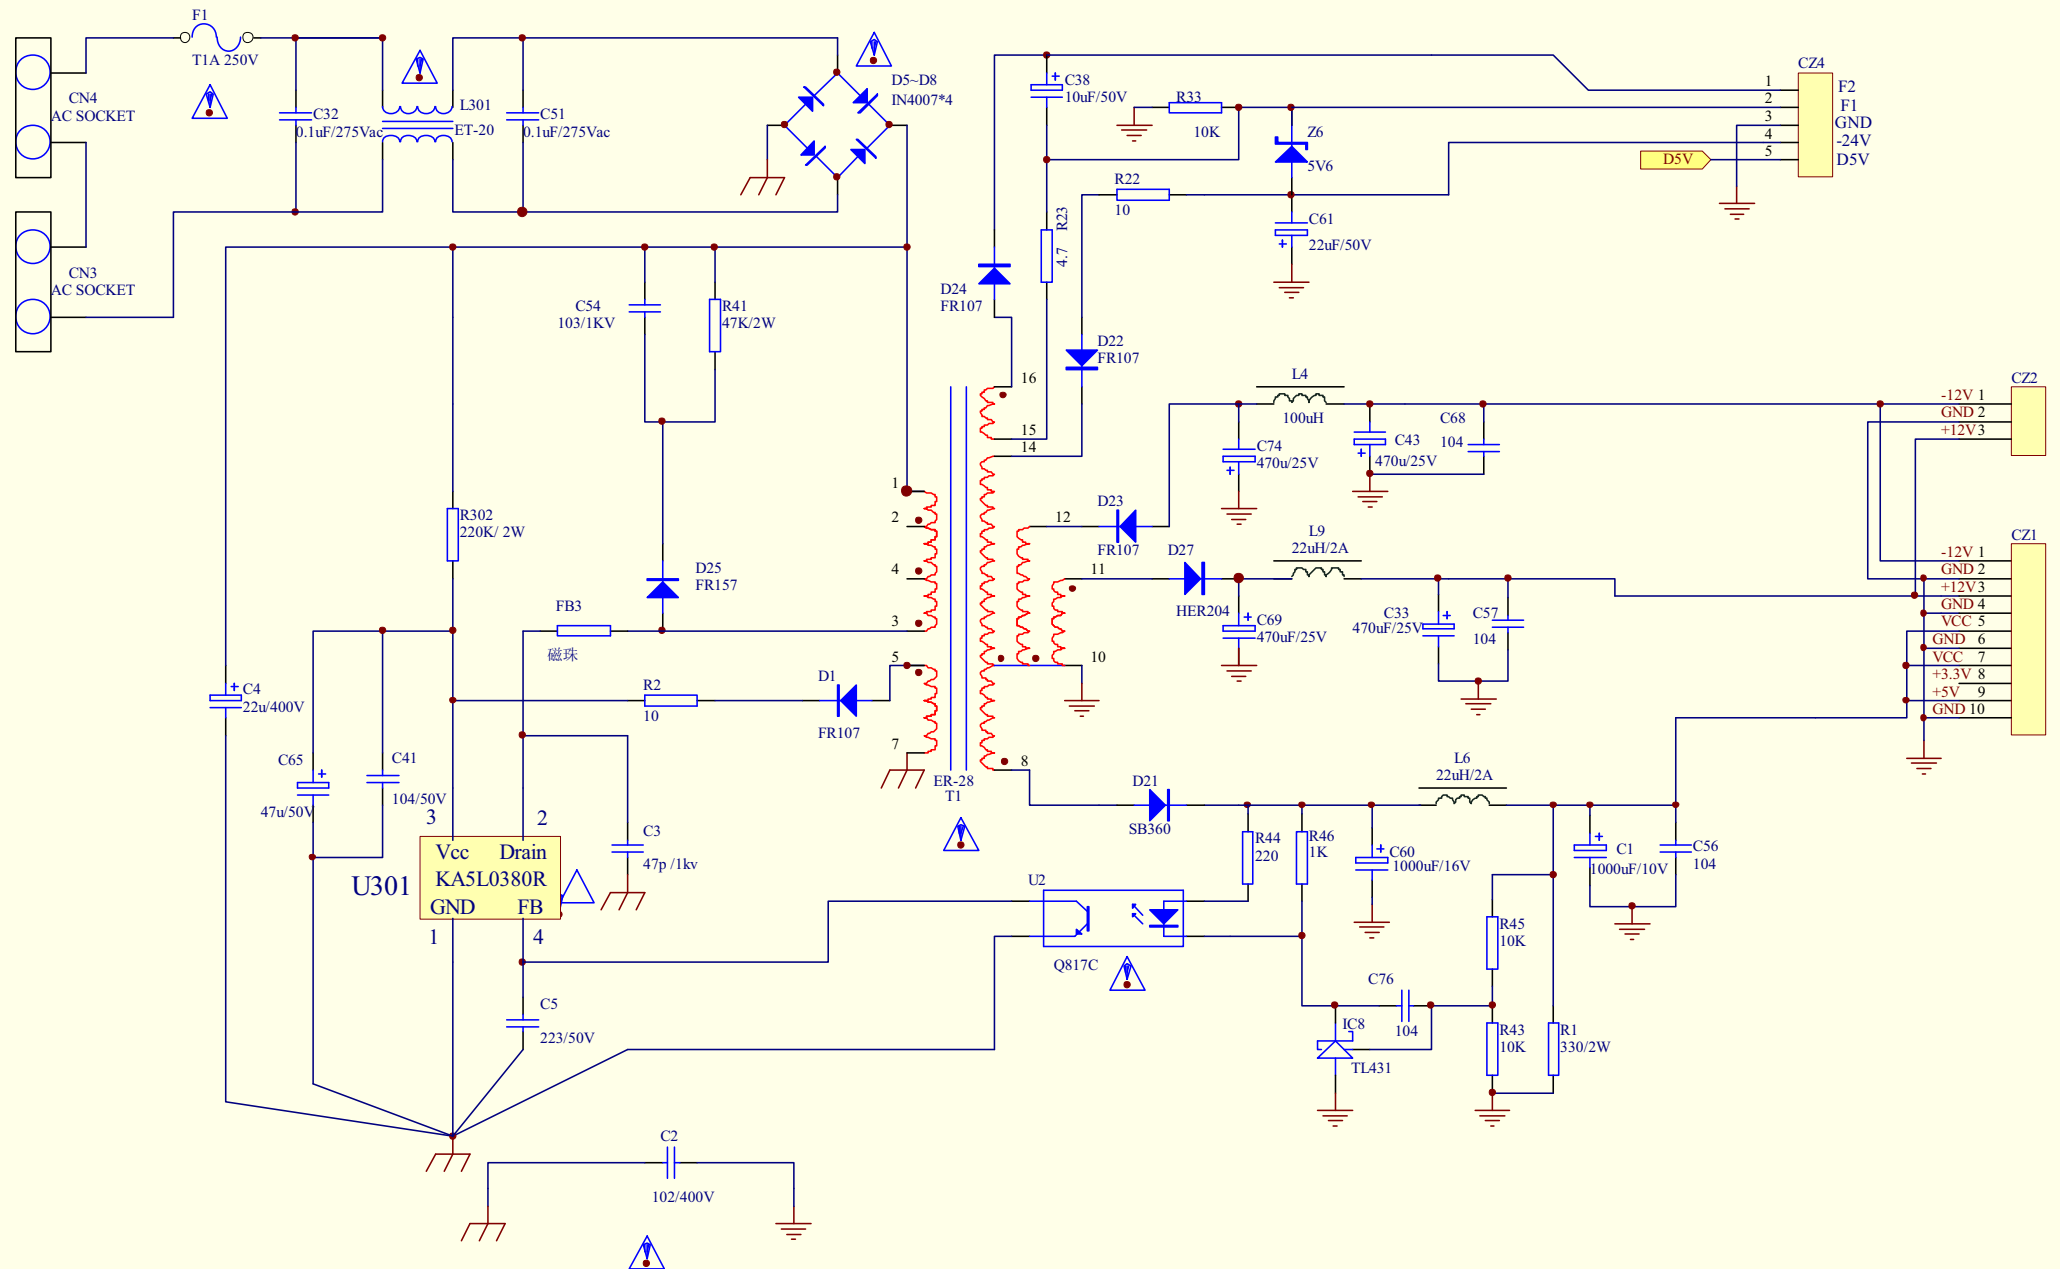 F1
T1A 250V
CN4
AC SOCKET
C32
0.1uF/275Vac
L301
ET-20
C51
0.1uF/275Vac
D5~D8
IN4007*4
CN3
AC SOCKET
C38
10uF/50V
R33
10K
Z6
5V6
R22
10
C61
22uF/50V
R23
4.7
D24
FR107
D22
FR107
CZ4
1
F2
2
F1
3
GND
4
-24V
5
D5V
D5V
C54
103/1KV
R41
47K/2W
R302
220K/ 2W
D25
FR157
FB3
磁珠
R2
10
D1
FR107
C4
22u/400V
C65
47u/50V
C41
104/50V
C3
47p /1kv
3
2
Vcc
Drain
KA5L0380R
U301
GND
FB
1
4
C5
223/50V
C2
102/400V
1
2
4
3
5
7
16
15
14
12
11
10
8
ER-28
T1
D23
FR107
D27
HER204
C74
470u/25V
L4
100uH
C43
470u/25V
C68
104
L9
22uH/2A
C69
470uF/25V
C33
470uF/25V
C57
104
CZ2
-12V 1
GND 2
+12V 3
CZ1
-12V 1
GND 2
+12V 3
GND 4
VCC 5
GND 6
VCC 7
+3.3V 8
+5V 9
GND 10
D21
SB360
L6
22uH/2A
R44
220
R46
1K
C60
1000uF/16V
C1
1000uF/10V
C56
104
U2
Q817C
R45
10K
C76
104
IC8
TL431
R43
10K
R1
330/2W